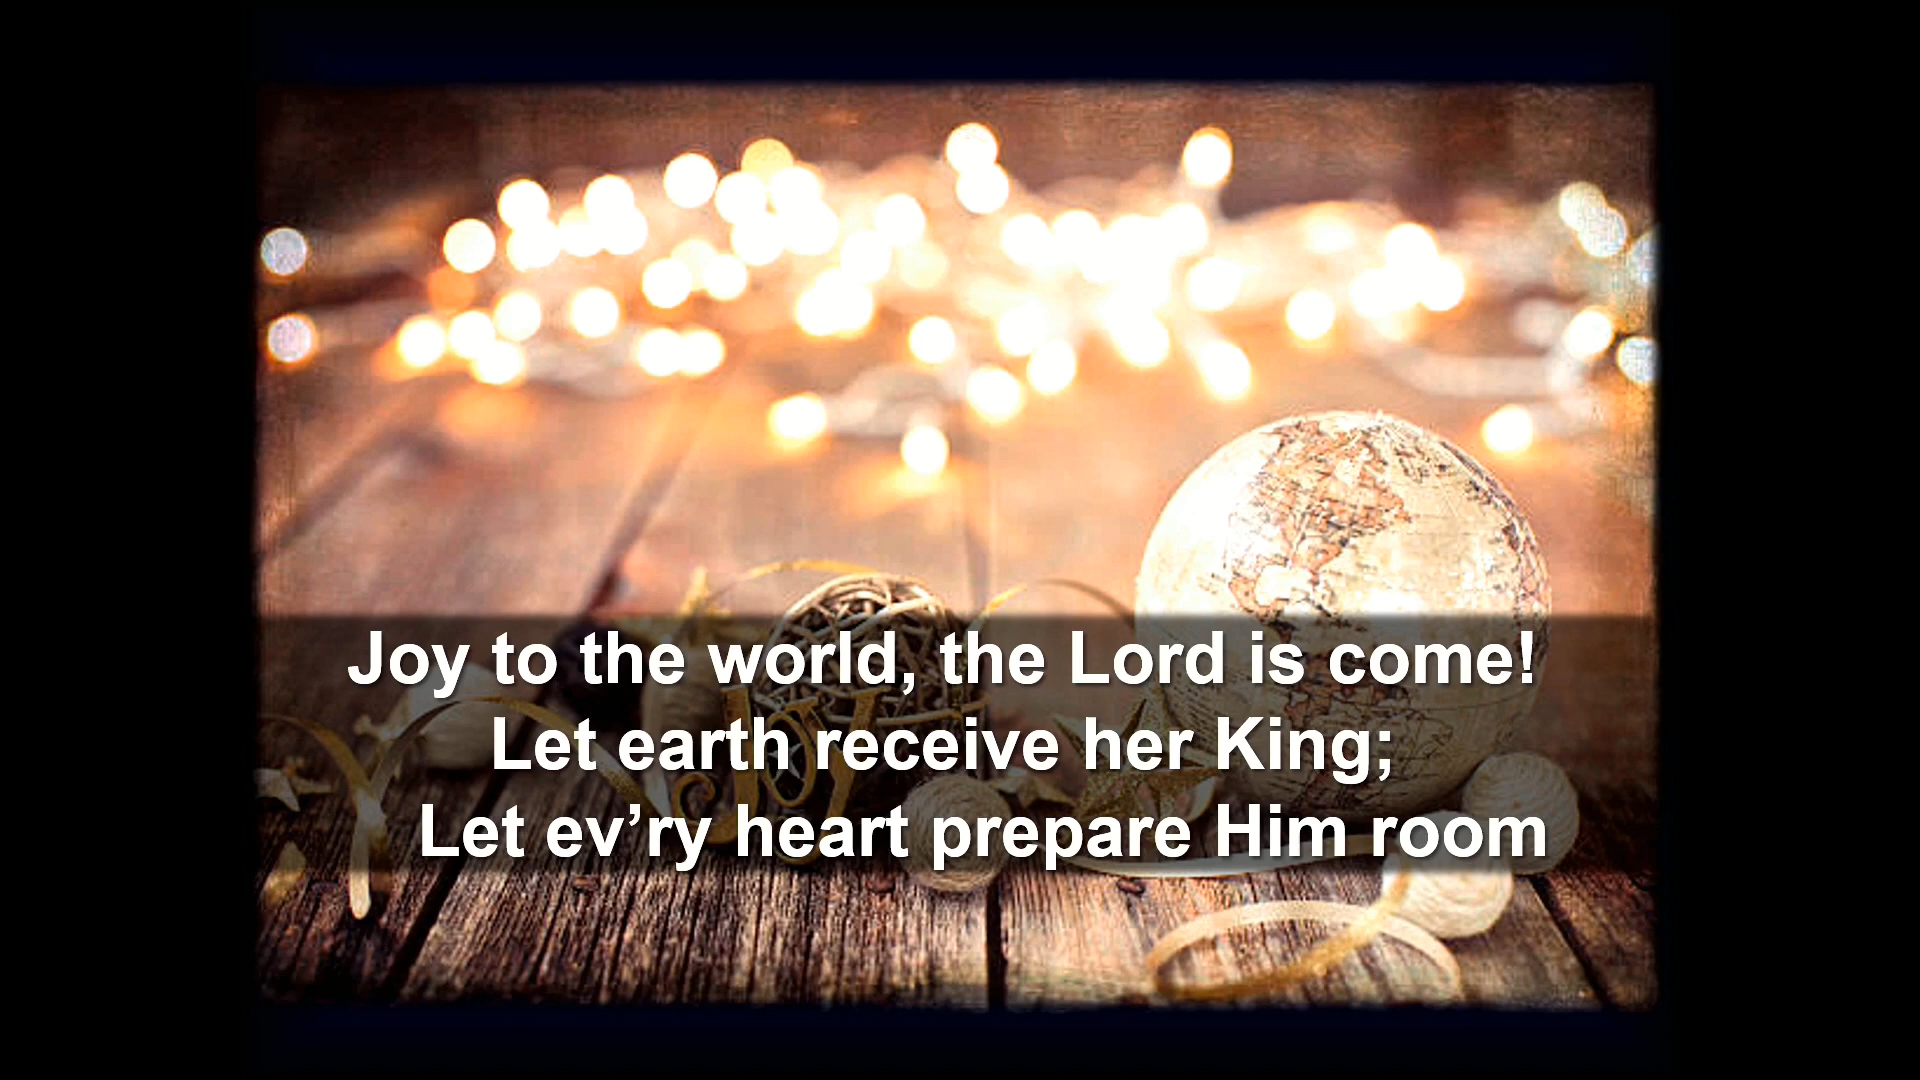 Joy to the world, the Lord is come!
Let earth receive her King;
Let ev’ry heart prepare Him room
Joy